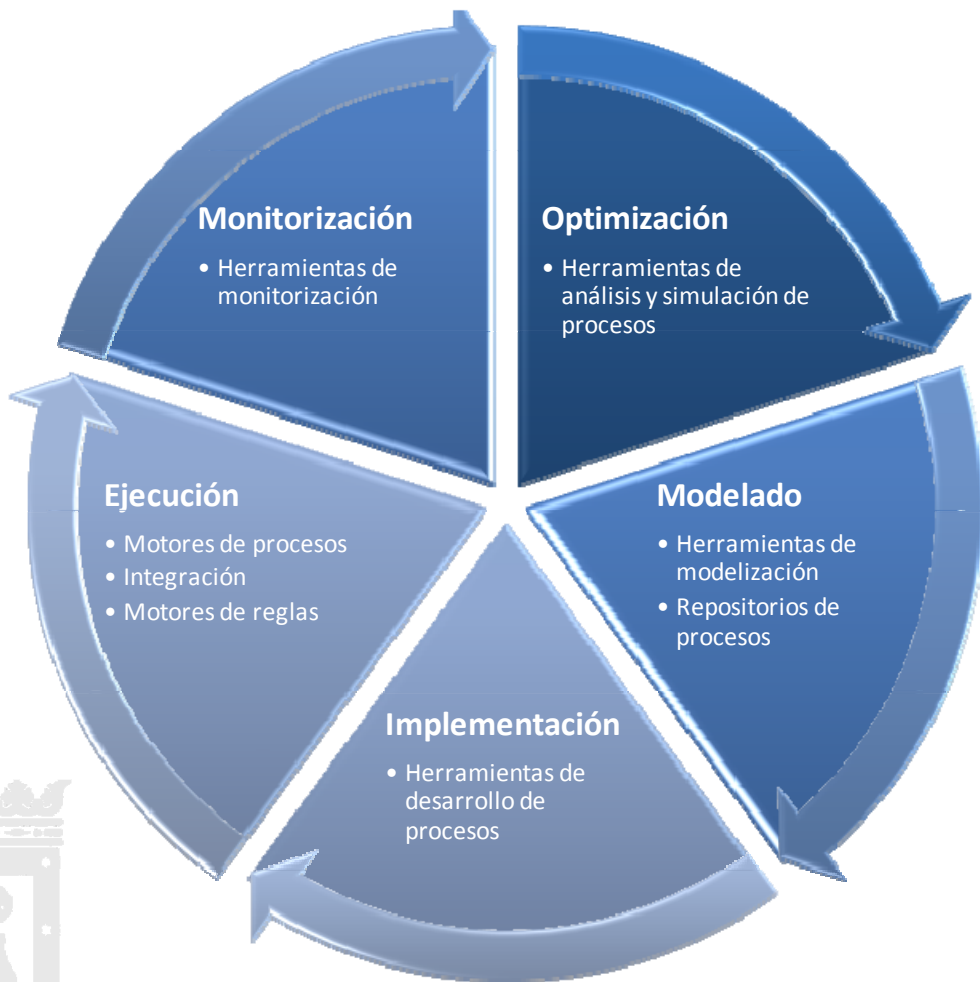 Monitorización
• Herramientas de
monitorización
Optimización
• Herramientas de
análisis y simulación de
procesos
Modelado
• Herramientas de
modelización
• Repositorios de
procesos
Implementación
• Herramientas de
desarrollo de
procesos
Ejecución
• Motores de procesos
• Integración
• Motores de reglas